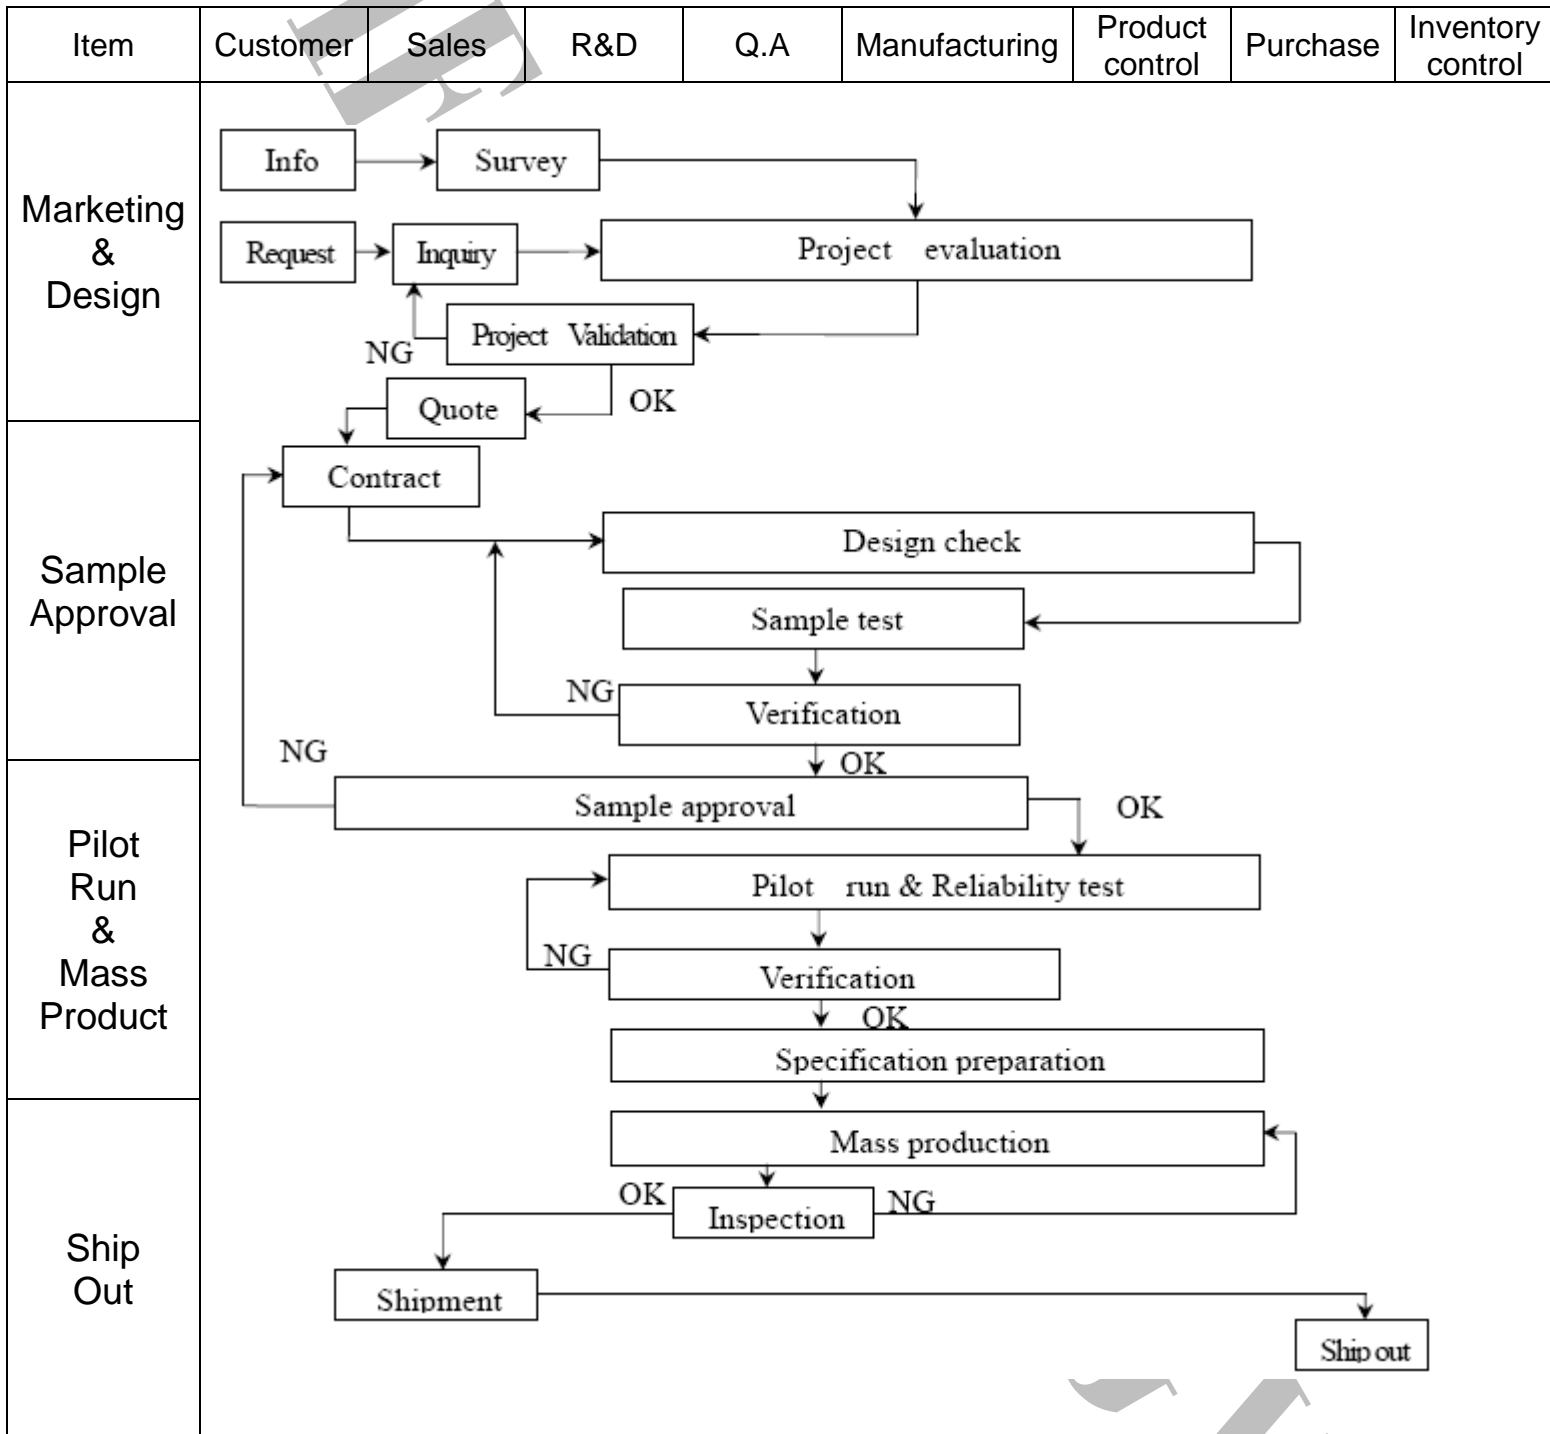 Item
Customer
Sales
R&D
Q.A
Manufacturing
Product
control
Purchase
Inventory
control
Marketing
&
Design
Info
Survey
Request
Inquiry
Project evaluation
Project Validation
NG
OK
Quote
Sample
Approval
Contract
Design check
Sample test
NG
Verification
OK
NG
Sample approval
OK
Pilot
Run
&
Mass
Product
Pilot run & Reliability test
NG
Verification
OK
Specification preparation
Ship
Out
Mass production
OK
Inspection
NG
Shipment
Ship out